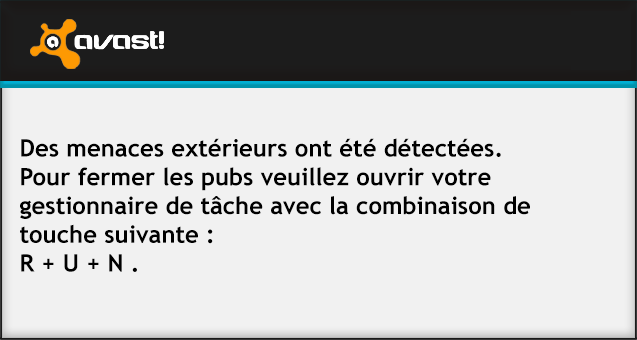 avast!
Des menaces extérieurs ont été détectées.
Pour fermer les pubs veuillez ouvrir votre
gestionnaire de tâche avec la combinaison de
touche suivante :
R + U + N .